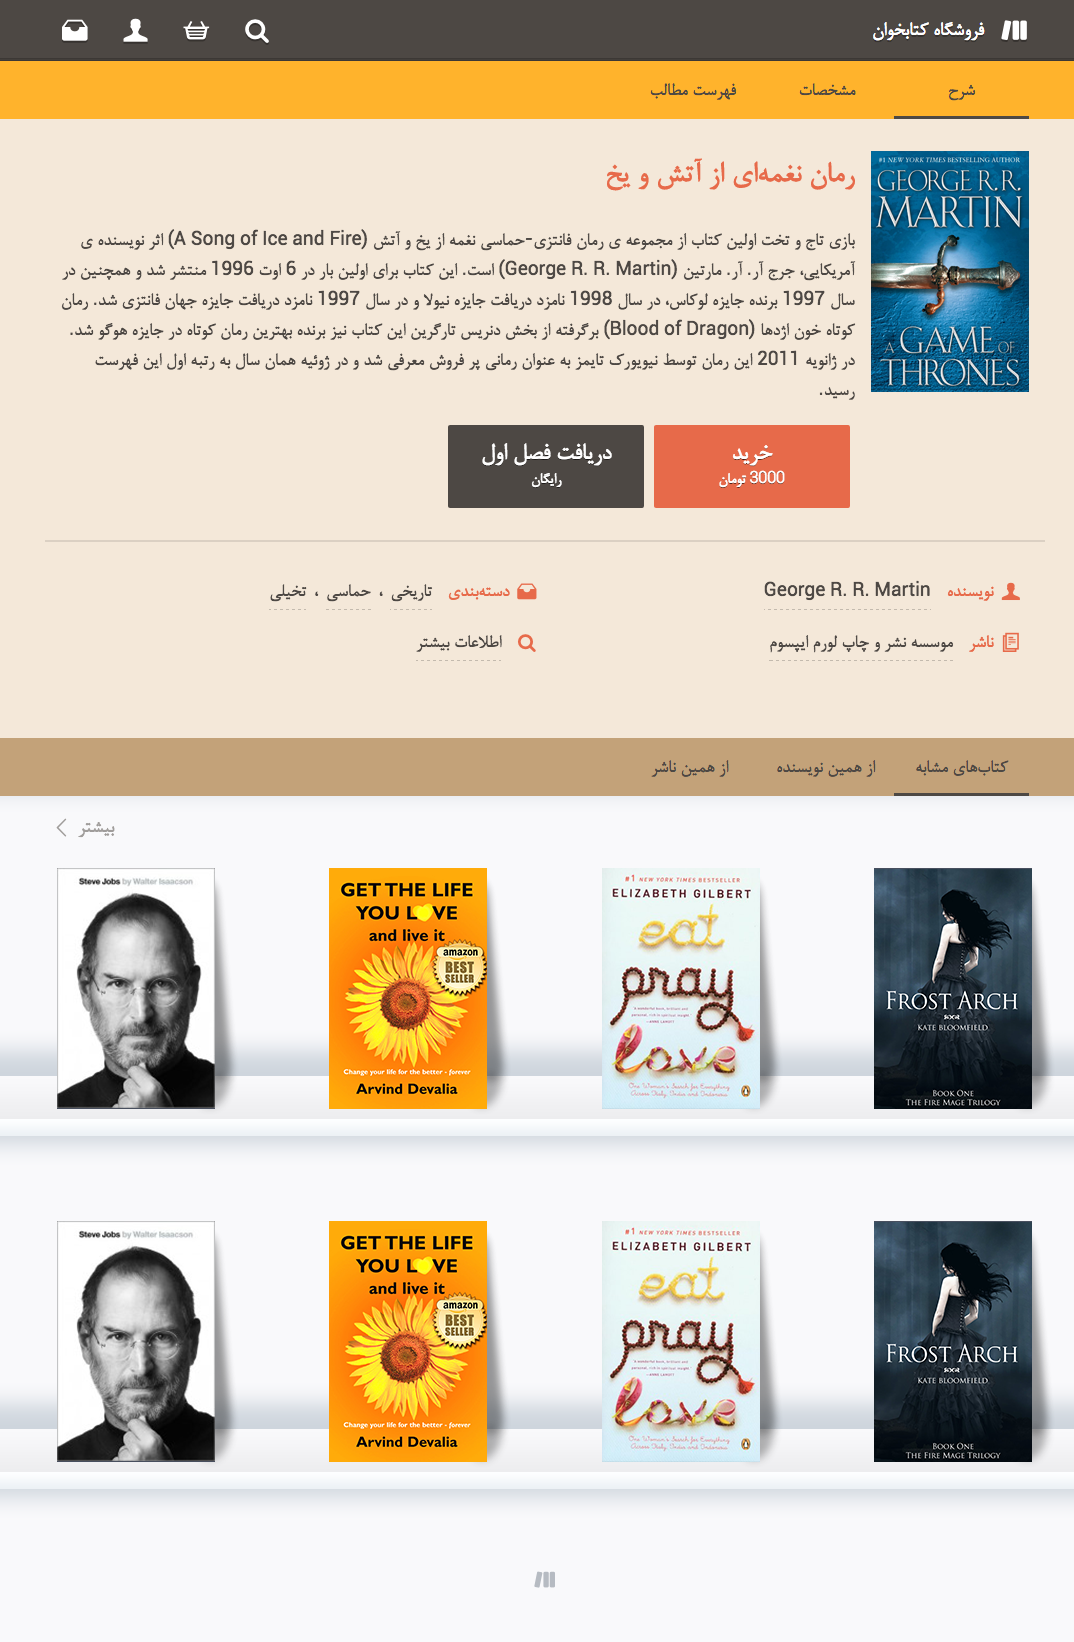 فروشگاه کتابخوان
شرح
مشخصات
فهرست مطالب
#1 NEW YORK TIMES BESTSELLING AUTHOR
GEORGE R.R.
MARTIN
A GAME OF
THRONES
رمان نغمه‌ای از آتش و یخ
بازی تاج و تخت اولین کتاب از مجموعه ی رمان فانتزی-حماسی نغمه از یخ و آتش (A Song of Ice and Fire) اثر نویسنده ی
آمریکایی، جرج آر. آر. مارتین (George R. R. Martin) است. این کتاب برای اولین بار در 6 اوت 1996 منتشر شد و همچنین در
سال 1997 برنده جایزه لوکاس، در سال 1998 نامزد دریافت جایزه نیولا و در سال 1997 نامزد دریافت جایزه جهان فانتزی شد. رمان
کوتاه خون اژدها (Blood of Dragon) برگرفته از بخش دنریس تارگرین این کتاب نیز برنده بهترین رمان کوتاه در جایزه هوگو شد.
در ژانویه 2011 این رمان توسط نیویورک تایمز به عنوان رمانی پر فروش معرفی شد و در ژوئیه همان سال به رتبه اول این فهرست
رسید.
خرید
3000 تومان
دریافت فصل اول
رایگان
نویسنده George R. R. Martin
دسته‌بندی تاریخی ، حماسی ، تخیلی
ناشر موسسه نشر و چاپ لورم ایپسوم
اطلاعات بیشتر
کتاب‌های مشابه
از همین نویسنده
از همین ناشر
بیشتر
FROST ARCH
KATE BLOOMFIELD
BOOK ONE
THE FIRE MAGE TRILOGY
#1 NEW YORK TIMES BESTSELLER
ELIZABETH GILBERT
eat
pray
love
One Woman's Search for Everything
Across Italy, India and Indonesia
GET THE LIFE
YOU LOVE
and live it
amazon
BEST
SELLER
Change your life for the better - forever
Arvind Devalia
Steve Jobs by Walter Isaacson
FROST ARCH
KATE BLOOMFIELD
BOOK ONE
THE FIRE MAGE TRILOGY
#1 NEW YORK TIMES BESTSELLER
ELIZABETH GILBERT
eat
pray
love
One Woman's Search for Everything
Across Italy, India and Indonesia
GET THE LIFE
YOU LOVE
and live it
amazon
BEST
SELLER
Change your life for the better - forever
Arvind Devalia
Steve Jobs by Walter Isaacson